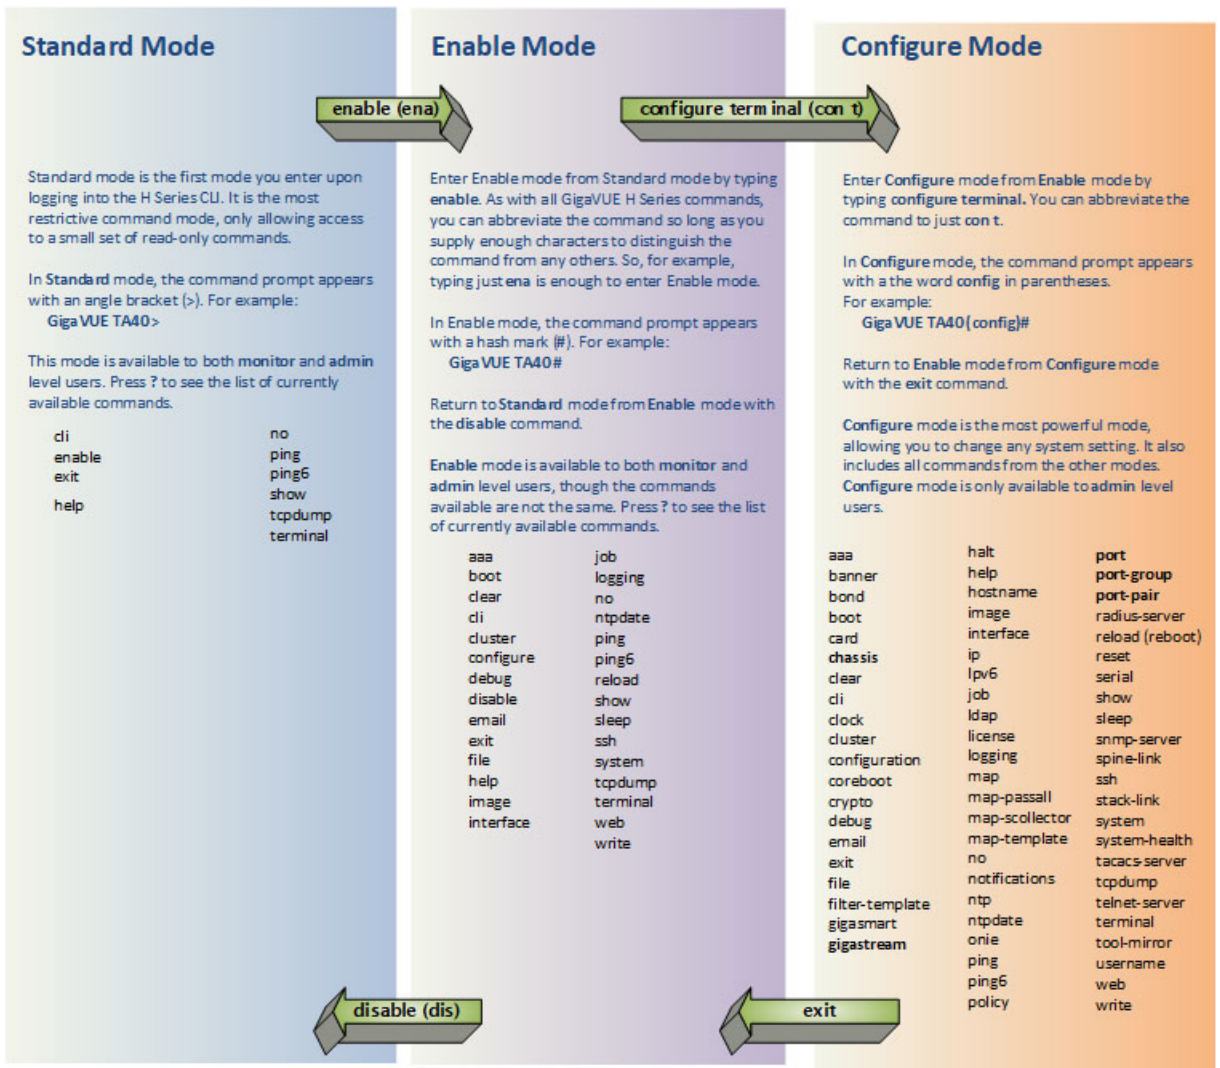 Standard Mode
enable (ena)
Standard mode is the first mode you enter upon
logging into the H Series CLI. It is the most
restrictive command mode, only allowing access
to a small set of read-only commands.
In Standard mode, the command prompt appears
with an angle bracket (>). For example:
GigaVUE TA40>
This mode is available to both monitor and admin
level users. Press ? to see the list of currently
available commands.
cli
enable
exit
help
no
ping
ping6
show
tcpdump
terminal
disable (dis)
Enable Mode
configure terminal (con t)
Enter Enable mode from Standard mode by typing
enable. As with all GigaVUE H Series commands,
you can abbreviate the command so long as you
supply enough characters to distinguish the
command from any others. So, for example,
typing just ena is enough to enter Enable mode.
In Enable mode, the command prompt appears
with a hash mark (#). For example:
GigaVUE TA40#
Return to Standard mode from Enable mode with
the disable command.
Enable mode is available to both monitor and
admin level users, though the commands
available are not the same. Press ? to see the list
of currently available commands.
aaa
boot
clear
cli
cluster
configure
debug
disable
email
exit
file
help
image
interface
job
logging
no
ntpdate
ping
ping6
reload
show
sleep
ssh
system
tcpdump
terminal
web
write
exit
Configure Mode
Enter Configure mode from Enable mode by
typing configure terminal. You can abbreviate the
command to just con t.
In Configure mode, the command prompt appears
with a the word config in parentheses.
For example:
GigaVUE TA40(config)#
Return to Enable mode from Configure mode
with the exit command.
Configure mode is the most powerful mode,
allowing you to change any system setting. It also
includes all commands from the other modes.
Configure mode is only available to admin level
users.
aaa
banner
bond
boot
card
chassis
clear
cli
clock
cluster
configuration
coreboot
crypto
debug
email
exit
file
filter-template
gigasmart
gigastream
halt
help
hostname
image
interface
ip
Ipv6
job
ldap
license
logging
map
map-passall
map-scollector
map-template
no
notifications
ntp
ntpdate
onie
ping
ping6
policy
port
port-group
port-pair
radius-server
reload (reboot)
reset
serial
show
sleep
snmp-server
spine-link
ssh
stack-link
system
system-health
tacacs-server
tcpdump
telnet-server
terminal
tool-mirror
username
web
write